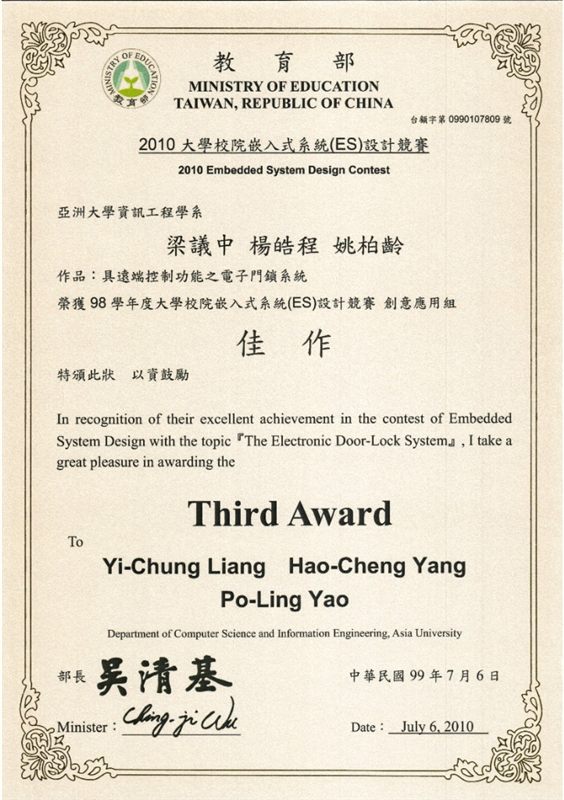 MINISTRY OF EDUCATION
教育部
教 育 部
MINISTRY OF EDUCATION
TAIWAN, REPUBLIC OF CHINA
台顧字第 0990107809 號
2010 大學校院嵌入式系統(ES)設計競賽
2010 Embedded System Design Contest
亞洲大學資訊工程學系
梁議中 楊皓程 姚柏齡
作品：具遠端控制功能之電子門鎖系統
榮獲 98 學年度大學校院嵌入式系統(ES)設計競賽 創意應用組
佳 作
特頒此狀 以資鼓勵
In recognition of their excellent achievement in the contest of Embedded
System Design with the topic『The Electronic Door-Lock System』, I take a
great pleasure in awarding the
Third Award
To
Yi-Chung Liang Hao-Cheng Yang
Po-Ling Yao
Department of Computer Science and Information Engineering, Asia University
部長 吳清基
中華民國 99 年 7 月 6 日
Minister： Ching-ji Wu
Date： July 6, 2010